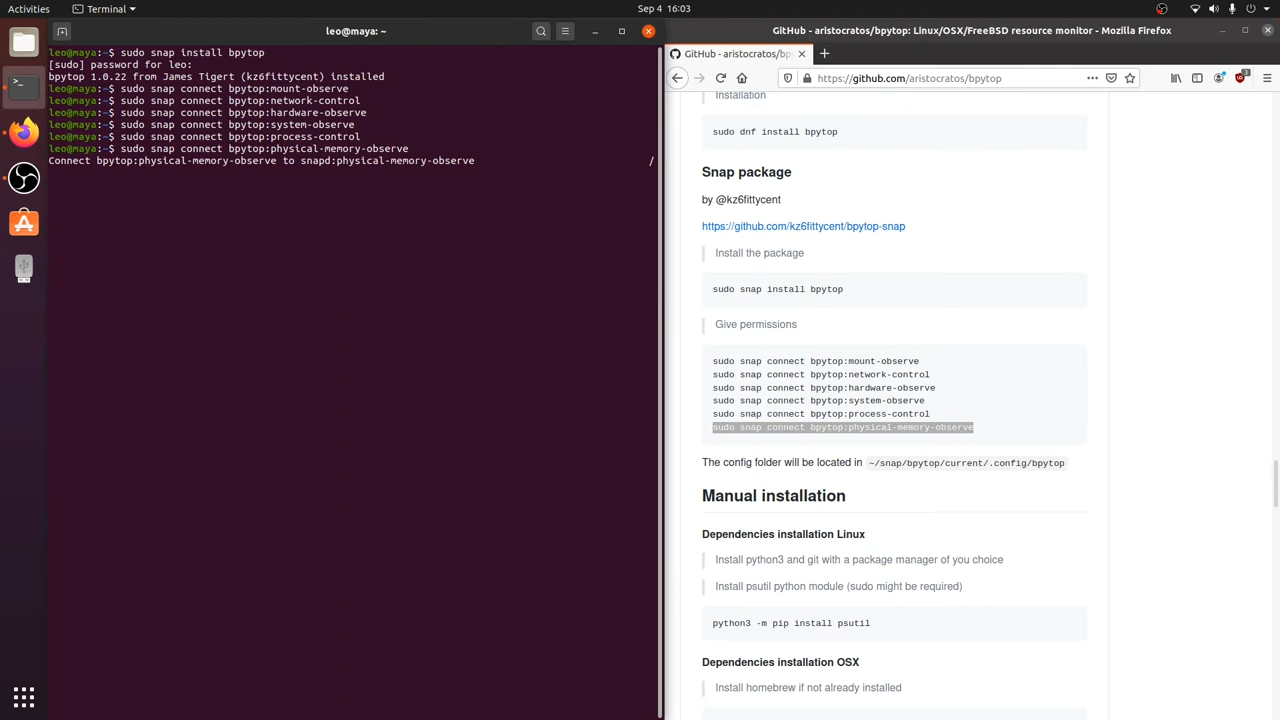 Activities
Terminal
Sep 4 16:03
leo@maya: ~
leo@maya:~$ sudo snap install bpytop
[sudo] password for leo:
bpytop 1.0.22 from James Tigert (kz6fittycent) installed
leo@maya:~$ sudo snap connect bpytop:mount-observe
leo@maya:~$ sudo snap connect bpytop:network-control
leo@maya:~$ sudo snap connect bpytop:hardware-observe
leo@maya:~$ sudo snap connect bpytop:system-observe
leo@maya:~$ sudo snap connect bpytop:process-control
leo@maya:~$ sudo snap connect bpytop:physical-memory-observe
Connect bpytop:physical-memory-observe to snapd:physical-memory-observe /
GitHub - aristocratos/bpytop: Linux/OSX/FreeBSD resource monitor - Mozilla Firefox
GitHub - aristocratos/bpytop
https://github.com/aristocratos/bpytop
Installation
sudo dnf install bpytop
Snap package
by @kz6fittycent
https://github.com/kz6fittycent/bpytop-snap
Install the package
sudo snap install bpytop
Give permissions
sudo snap connect bpytop:mount-observe
sudo snap connect bpytop:network-control
sudo snap connect bpytop:hardware-observe
sudo snap connect bpytop:system-observe
sudo snap connect bpytop:process-control
sudo snap connect bpytop:physical-memory-observe
The config folder will be located in ~/snap/bpytop/current/.config/bpytop
Manual installation
Dependencies installation Linux
Install python3 and git with a package manager of you choice
Install psutil python module (sudo might be required)
python3 -m pip install psutil
Dependencies installation OSX
Install homebrew if not already installed